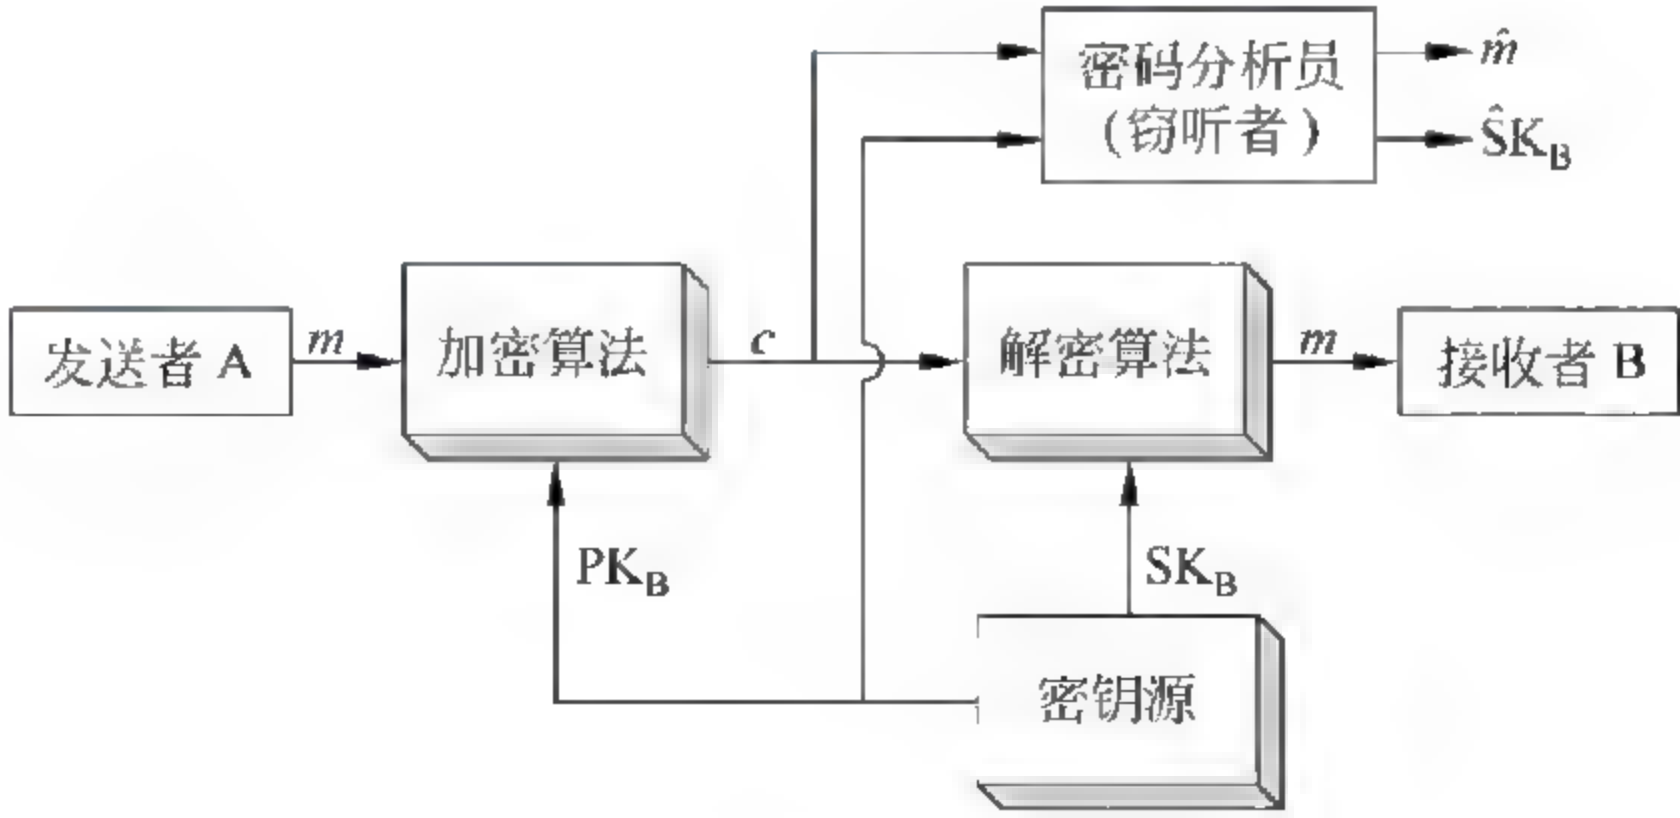 密码分析员
(窃听者)
m̂
ŜK_B
发送者 A
m
加密算法
c
解密算法
m
接收者 B
PK_B
SK_B
密钥源